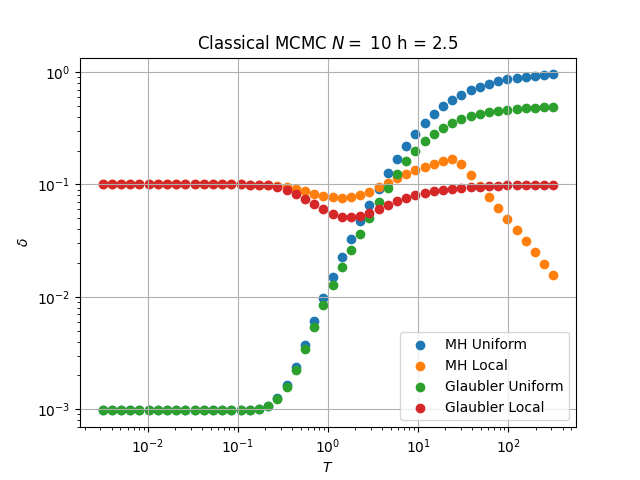 Classical MCMC N = 10 h = 2.5
10⁰
10⁻¹
10⁻²
10⁻³
δ
10⁻²
10⁻¹
10⁰
10¹
10²
T
MH Uniform
MH Local
Glaubler Uniform
Glaubler Local